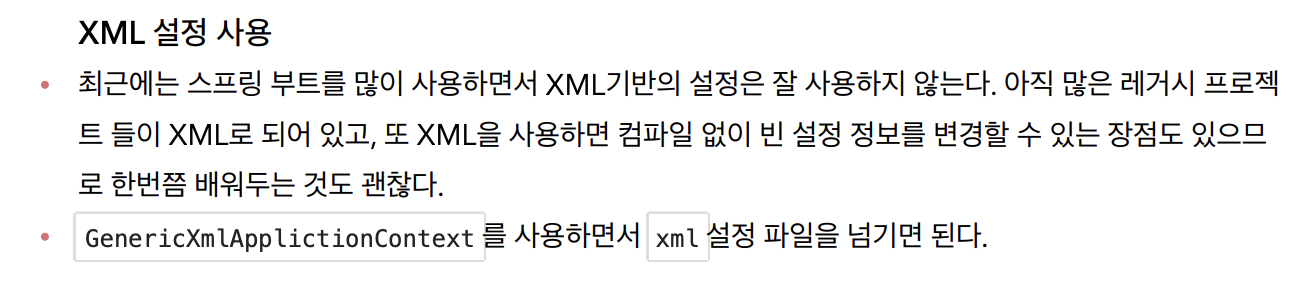 XML 설정 사용
최근에는 스프링 부트를 많이 사용하면서 XML기반의 설정은 잘 사용하지 않는다. 아직 많은 레거시 프로젝
트 들이 XML로 되어 있고, 또 XML을 사용하면 컴파일 없이 빈 설정 정보를 변경할 수 있는 장점도 있으므
로 한번쯤 배워두는 것도 괜찮다.
GenericXmlApplictionContext 를 사용하면서 xml 설정 파일을 넘기면 된다.